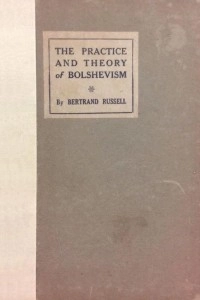 THE PRACTICE
AND THEORY
of BOLSHEVISM
By BERTRAND RUSSELL